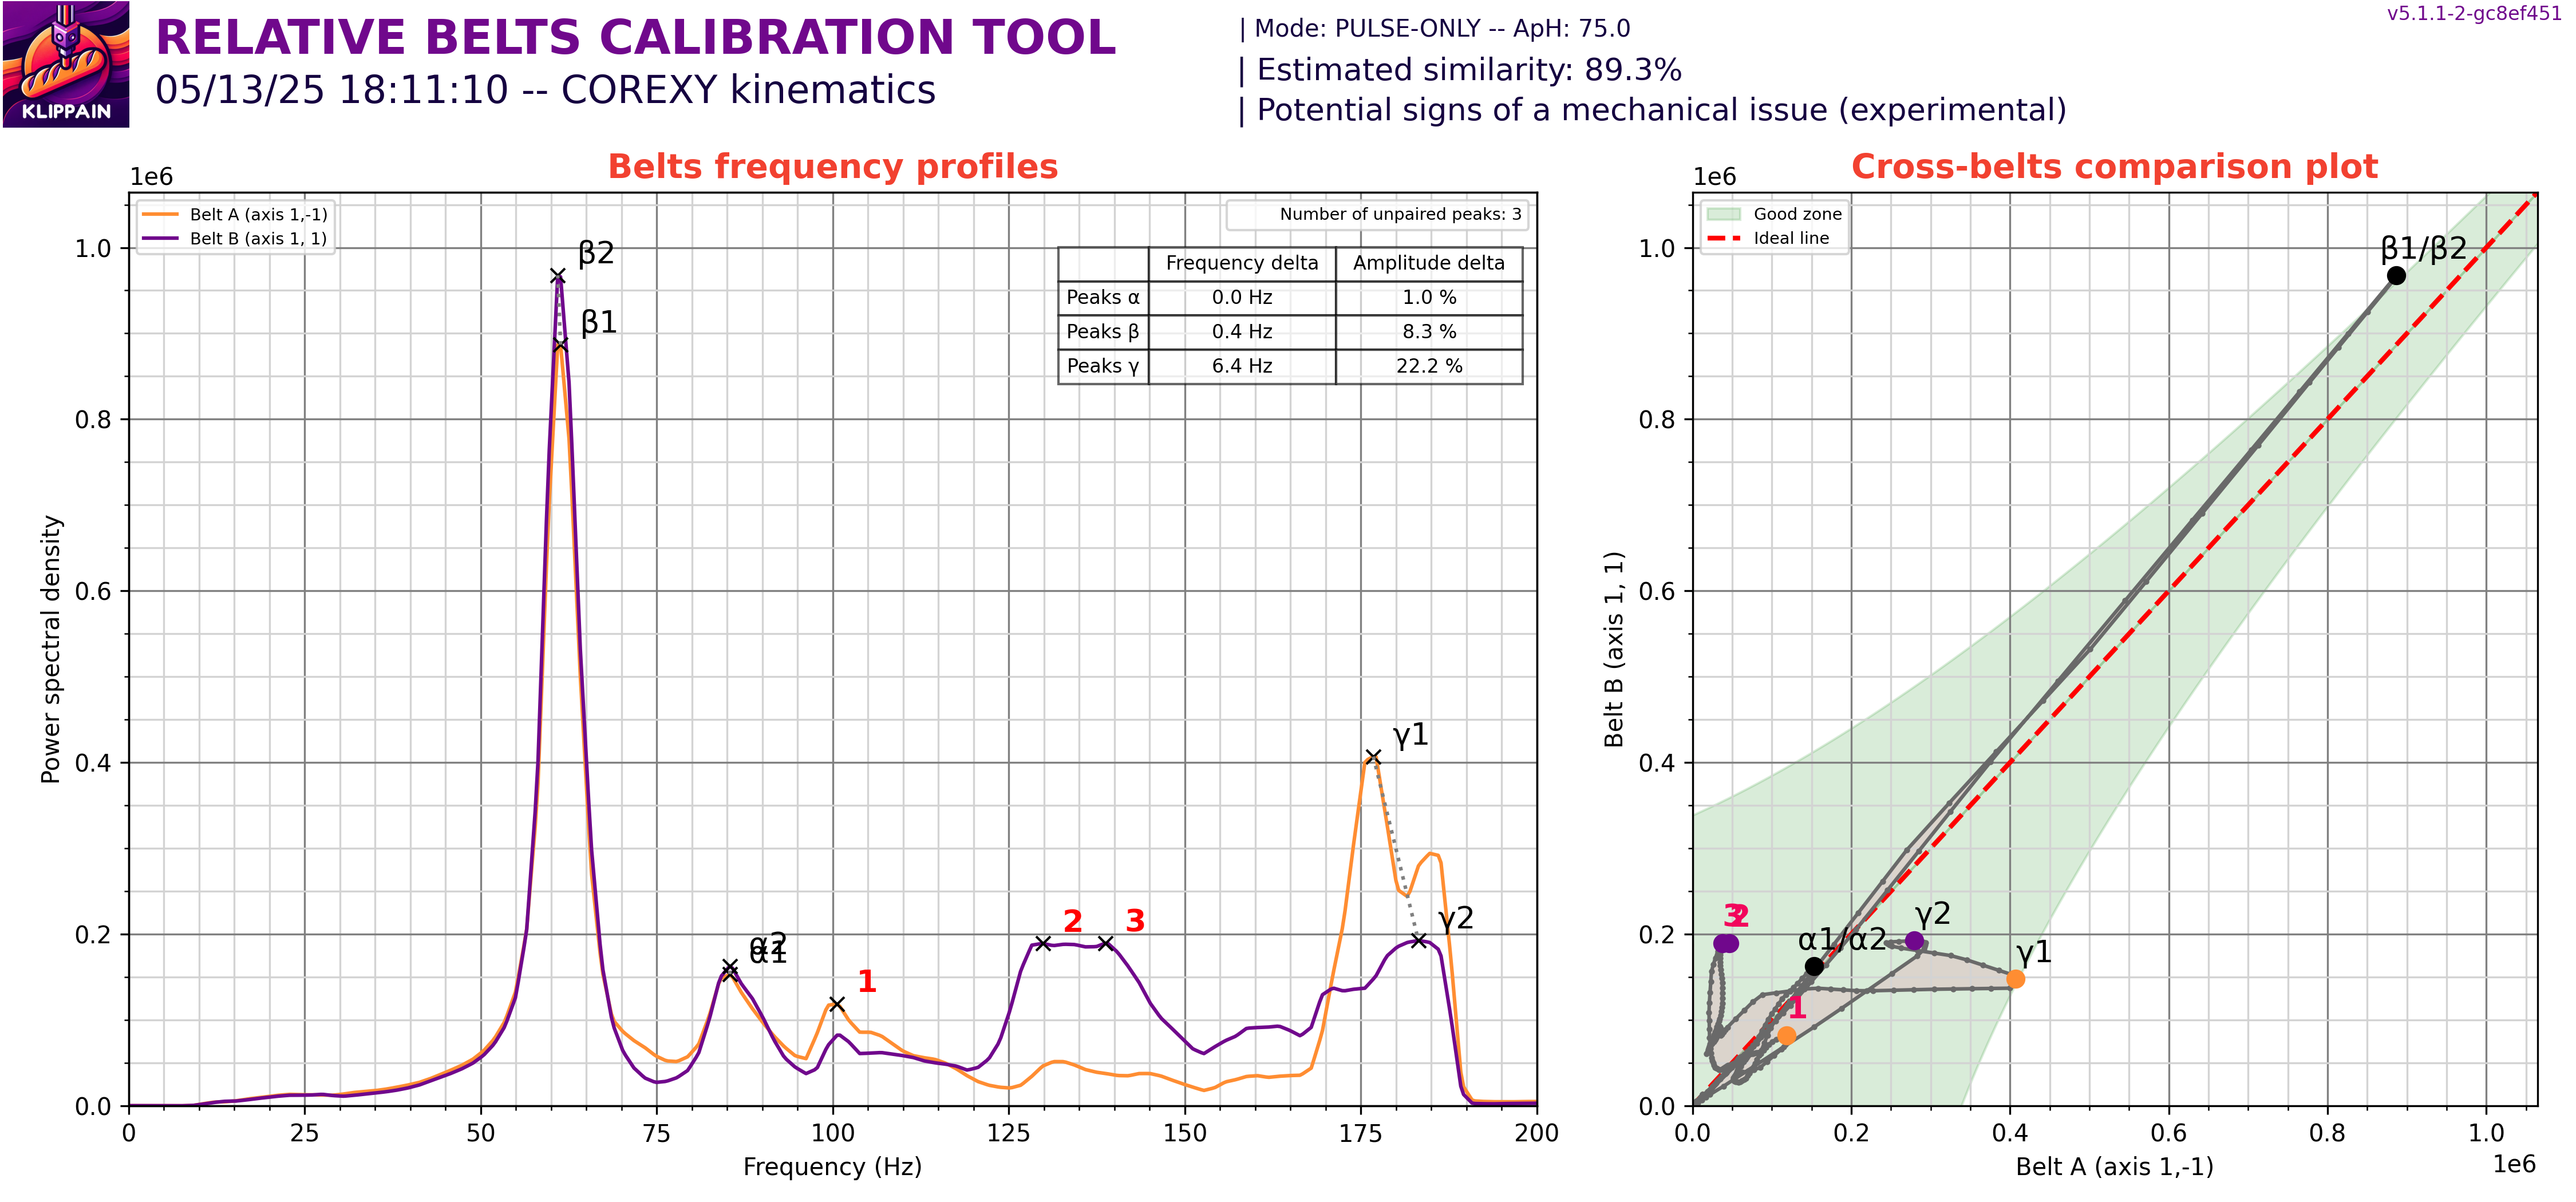 KLIPPAIN
RELATIVE BELTS CALIBRATION TOOL
05/13/25 18:11:10 -- COREXY kinematics
| Mode: PULSE-ONLY -- ApH: 75.0
| Estimated similarity: 89.3%
| Potential signs of a mechanical issue (experimental)
v5.1.1-2-gc8ef451
Belts frequency profiles
1e6
Belt A (axis 1,-1)
Belt B (axis 1, 1)
Number of unpaired peaks: 3
Frequency delta Amplitude delta
Peaks α 0.0 Hz 1.0 %
Peaks β 0.4 Hz 8.3 %
Peaks γ 6.4 Hz 22.2 %
β2
β1
γ1
γ2
α2
α1
1
2
3
Power spectral density
1.0
0.8
0.6
0.4
0.2
0.0
0 25 50 75 100 125 150 175 200
Frequency (Hz)
Cross-belts comparison plot
1e6
Good zone
Ideal line
β1/β2
α1/α2
γ2
γ1
3
2
1
Belt B (axis 1, 1)
1.0
0.8
0.6
0.4
0.2
0.0
0.0 0.2 0.4 0.6 0.8 1.0
Belt A (axis 1,-1)
1e6